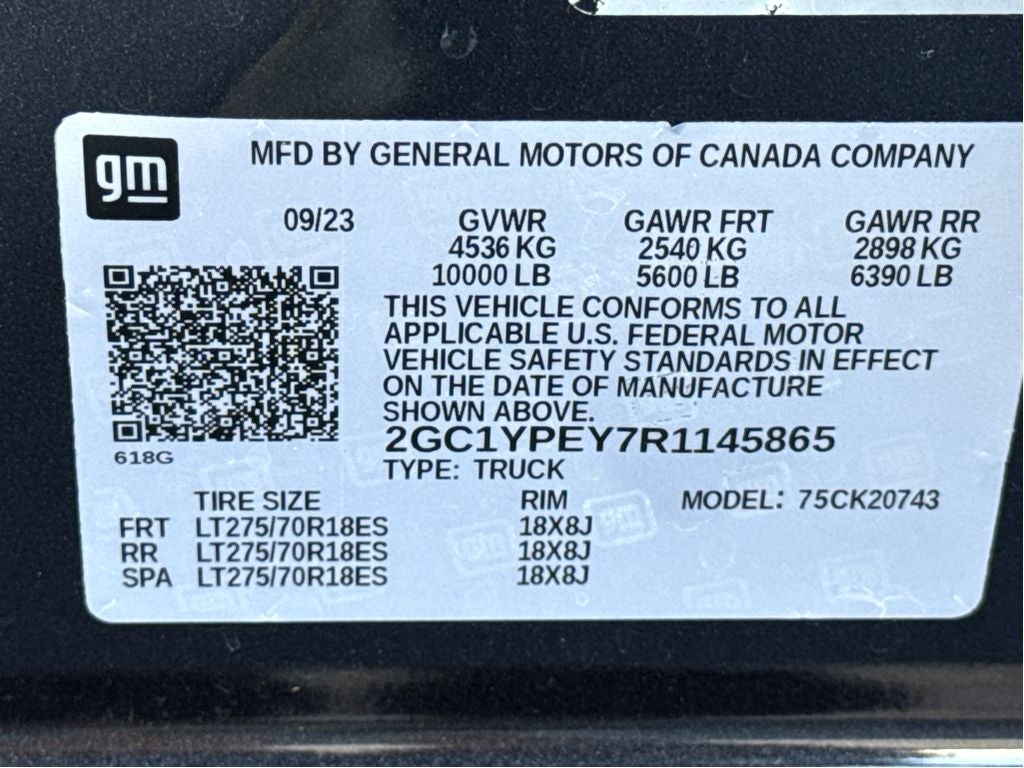 gm
MFD BY GENERAL MOTORS OF CANADA COMPANY
09/23 GVWR GAWR FRT GAWR RR
4536 KG 2540 KG 2898 KG
10000 LB 5600 LB 6390 LB
THIS VEHICLE CONFORMS TO ALL
APPLICABLE U.S. FEDERAL MOTOR
VEHICLE SAFETY STANDARDS IN EFFECT
ON THE DATE OF MANUFACTURE
SHOWN ABOVE.
2GC1YPEY7R1145865
618G
TYPE: TRUCK
TIRE SIZE RIM MODEL: 75CK20743
FRT LT275/70R18ES 18X8J
RR LT275/70R18ES 18X8J
SPA LT275/70R18ES 18X8J